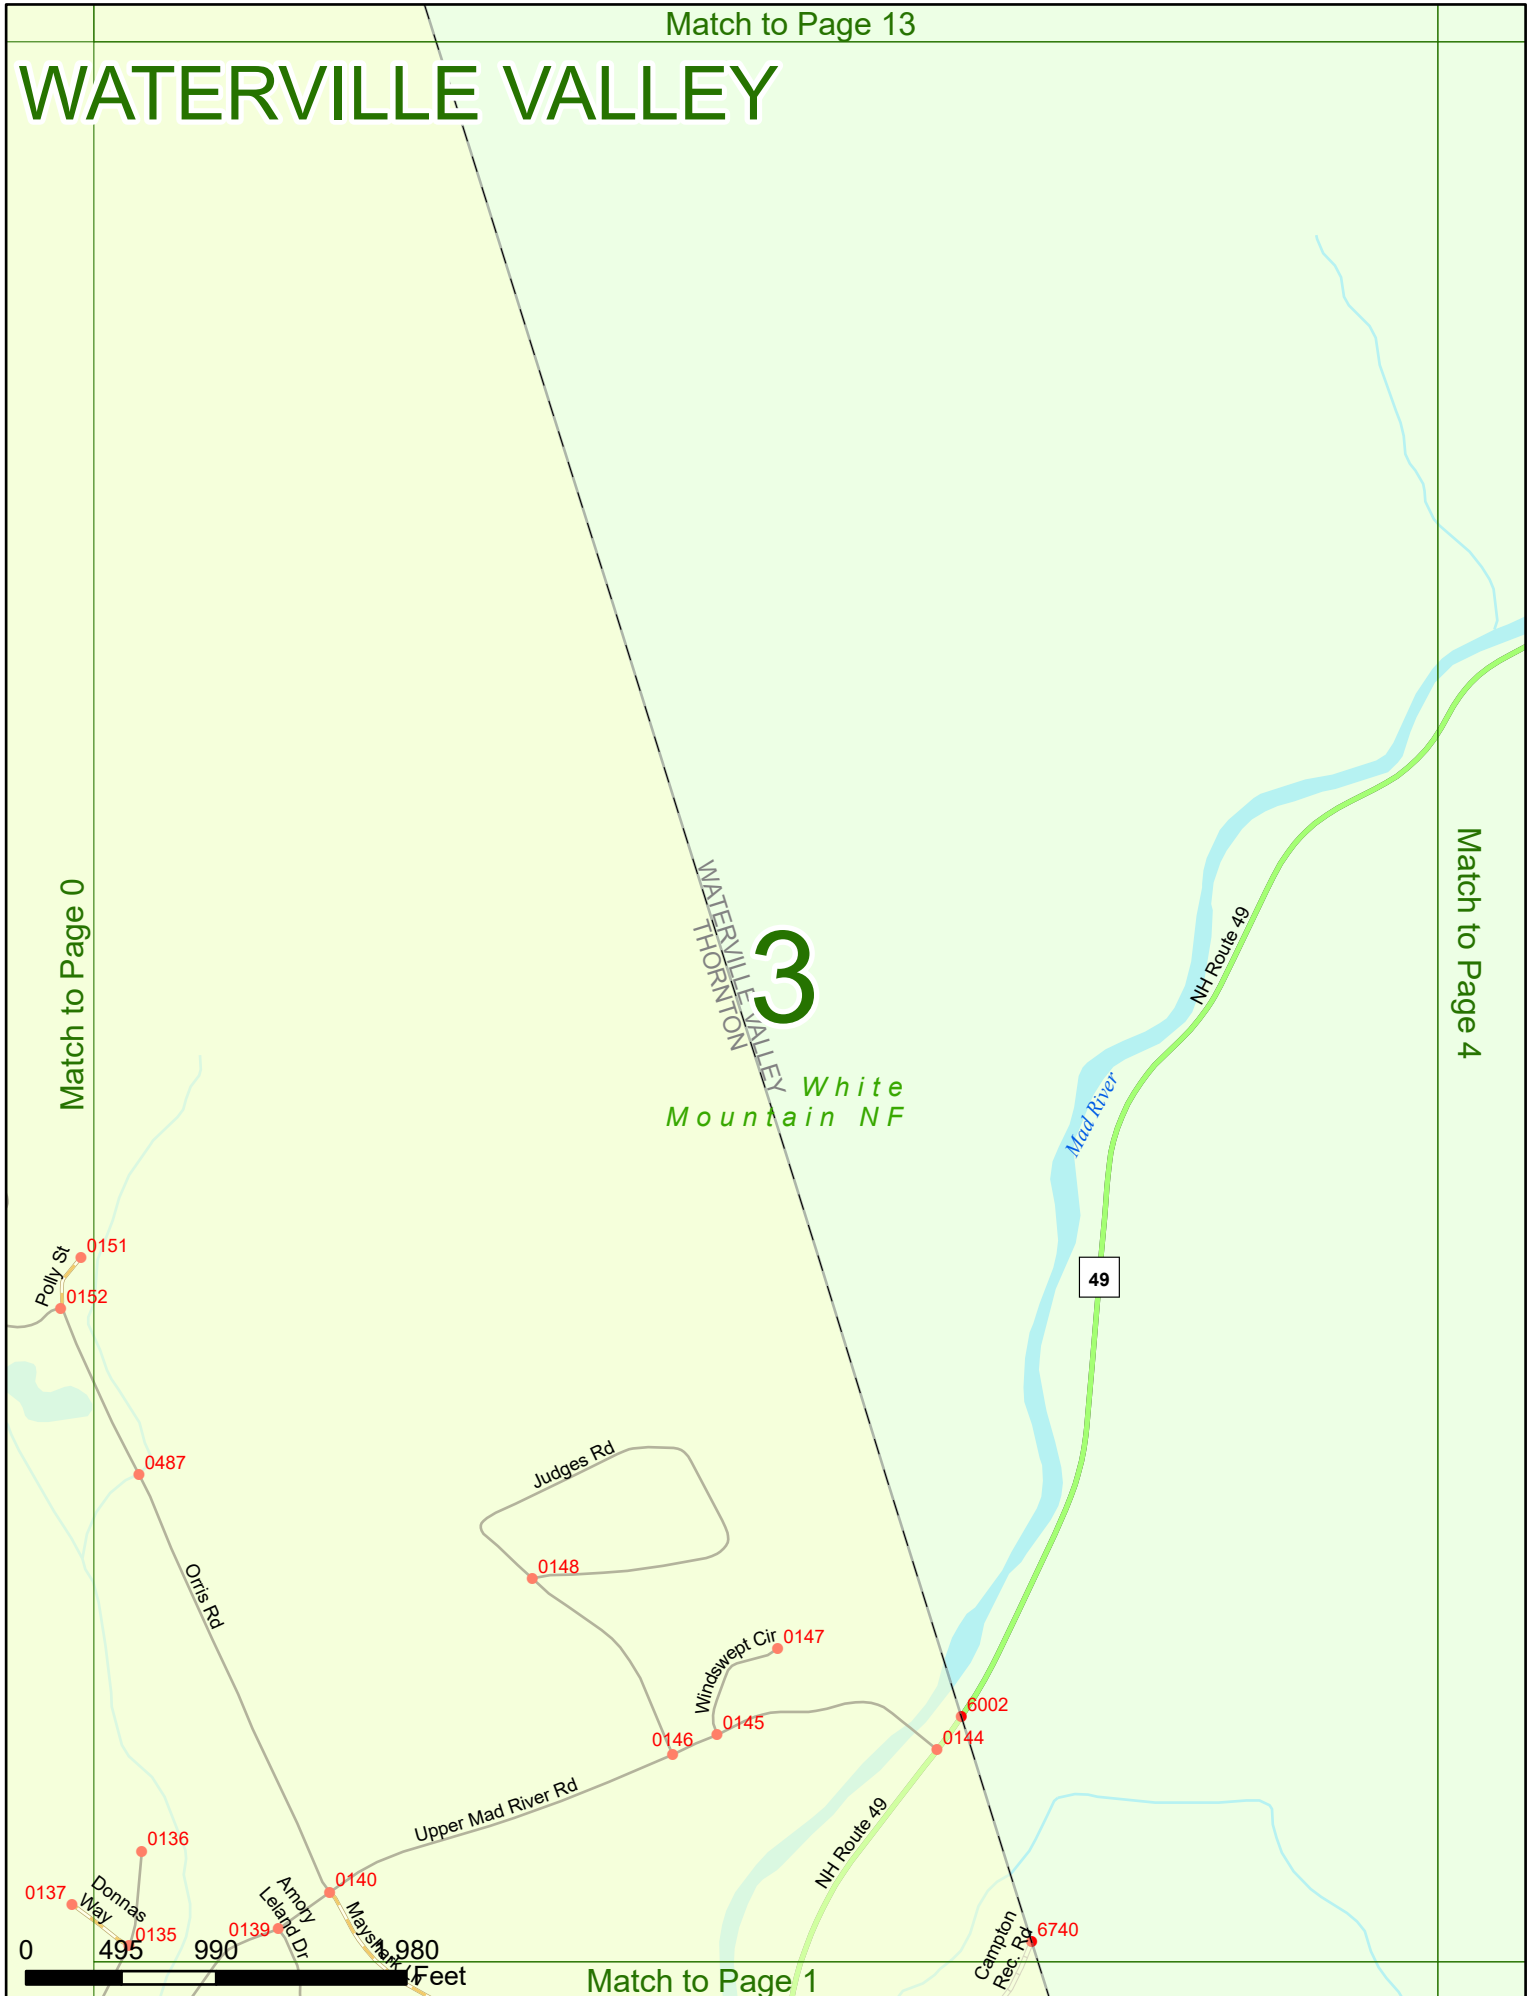 Match to Page 13
WATERVILLE VALLEY
Match to Page 0
Match to Page 4
WATERVILLE VALLEY
THORNTON
3
White
Mountain NF
NH Route 49
Mad River
49
Polly St
0151
0152
0487
Judges Rd
0148
Orris Rd
Windswept Cir
0147
6002
0145
0146
0144
Upper Mad River Rd
NH Route 49
0136
0137
Donnas
Way
0135
0140
Amory
Leland Dr
0139
Campton
Rec. Rd
6740
0 495 990 1,980
Feet
Match to Page 1